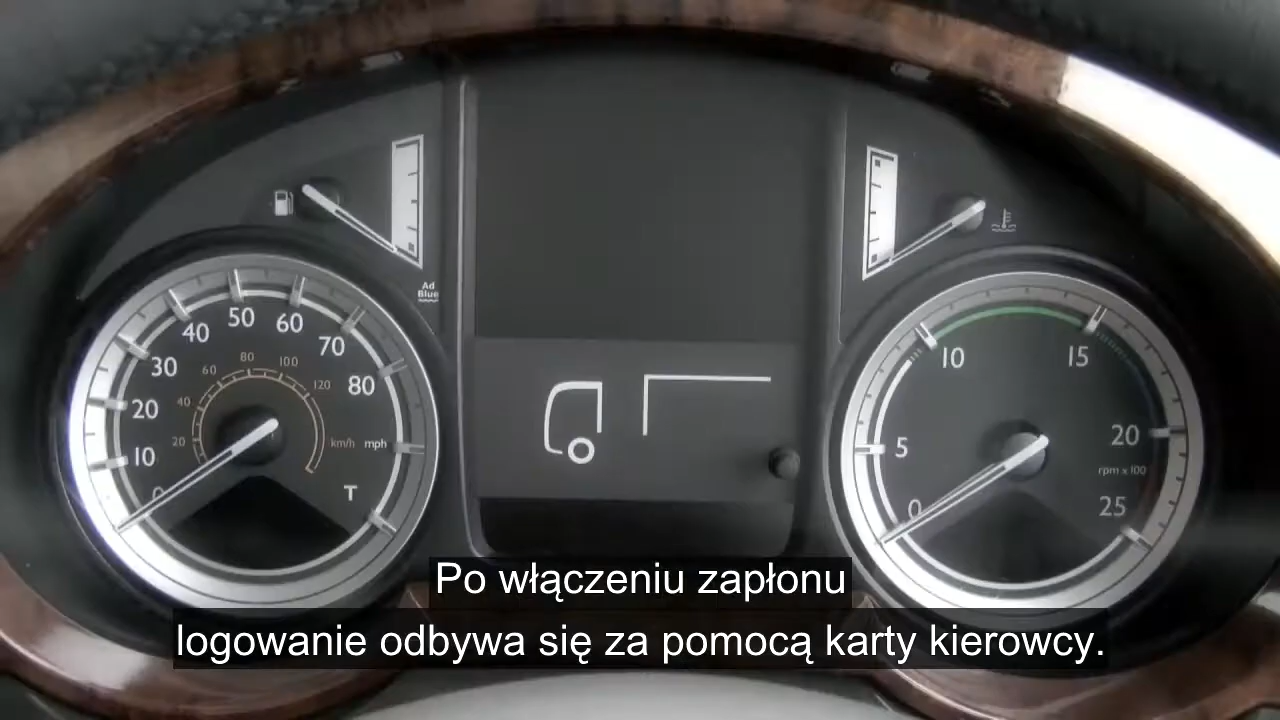 Ad
Blue
10
20
30
40
50
60
70
80
20
40
60
80
100
120
km/h
mph
0
T
0
5
10
15
20
25
rpm x 100
Po włączeniu zapłonu
logowanie odbywa się za pomocą karty kierowcy.